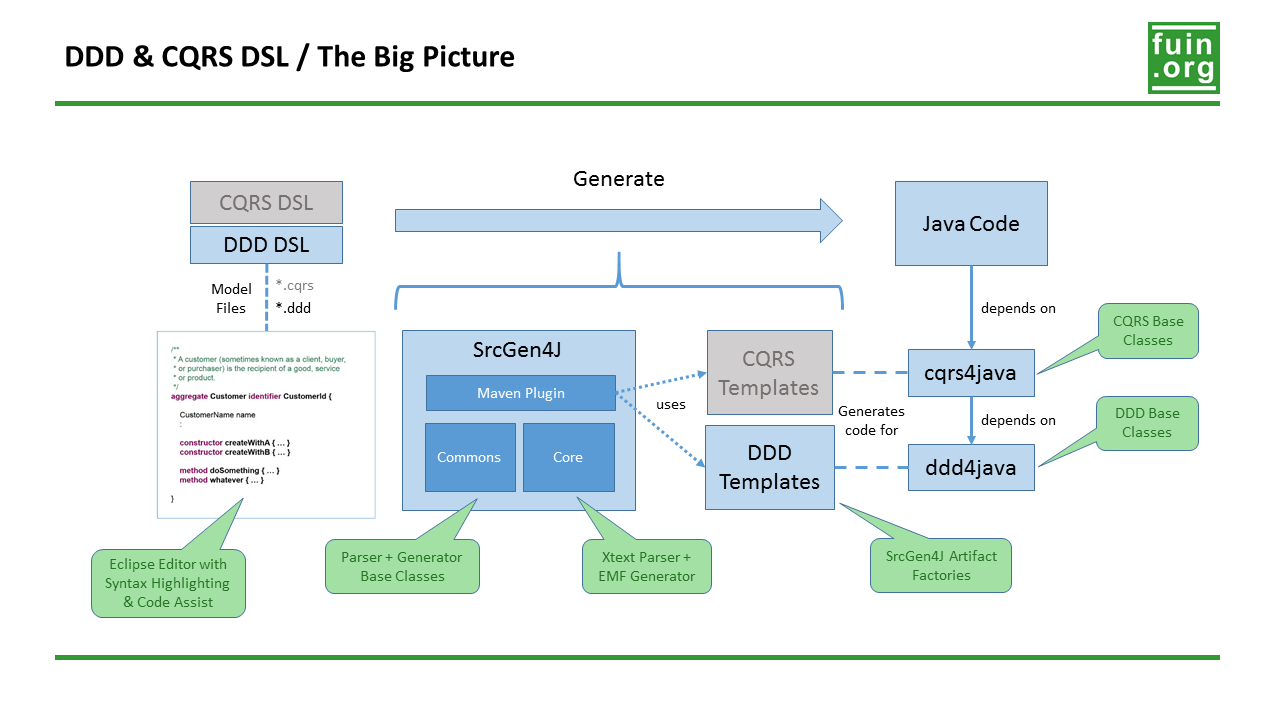 DDD & CQRS DSL / The Big Picture
fuin
.org
CQRS DSL
DDD DSL
Model
Files
*.cqrs
*.ddd
/**
* A customer (sometimes known as a client, buyer,
* or purchaser) is the recipient of a good, service
* or product.
*/
aggregate Customer identifier CustomerId {
CustomerName name
:
constructor createWithA { ... }
constructor createWithB { ... }
method doSomething { ... }
method whatever { ... }
}
Eclipse Editor with
Syntax Highlighting
& Code Assist
Generate
SrcGen4J
Maven Plugin
Commons
Core
Parser + Generator
Base Classes
Xtext Parser +
EMF Generator
uses
CQRS
Templates
DDD
Templates
SrcGen4J Artifact
Factories
Generates
code for
Java Code
depends on
cqrs4java
depends on
ddd4java
CQRS Base
Classes
DDD Base
Classes